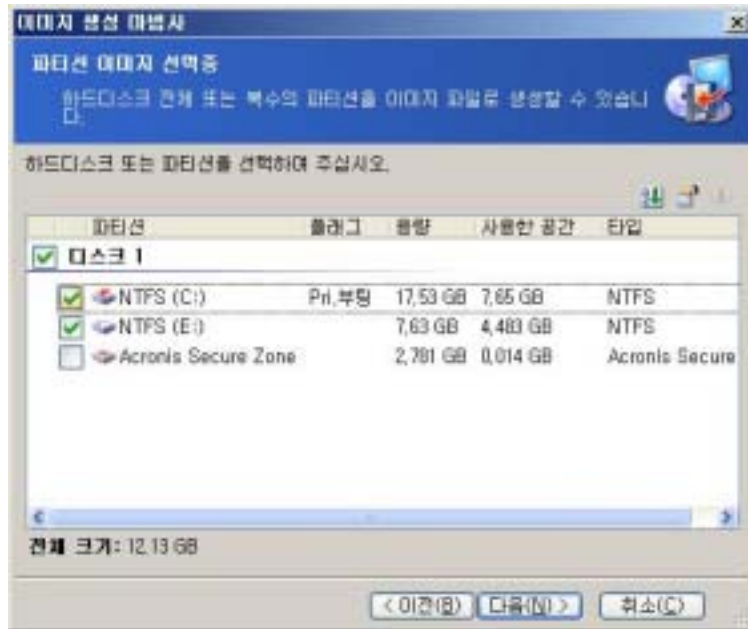 이미지 생성 마법사
파티션 이미지 선택중
하드디스크 전체 또는 복수의 파티션을 이미지 파일로 생성할 수 있습니
다.
하드디스크 또는 파티션를 선택하여 주십시오.
파티션 플래그 용량 사용한 공간 타입
디스크 1
NTFS (C:) Pri,부팅 17,53 GB 7,65 GB NTFS
NTFS (E:) 7,63 GB 4,483 GB NTFS
Acronis Secure Zone 2,781 GB 0,014 GB Acronis Secure
전체 크기: 12,13 GB
< 이전(B) 다음(N) > 취소(C)